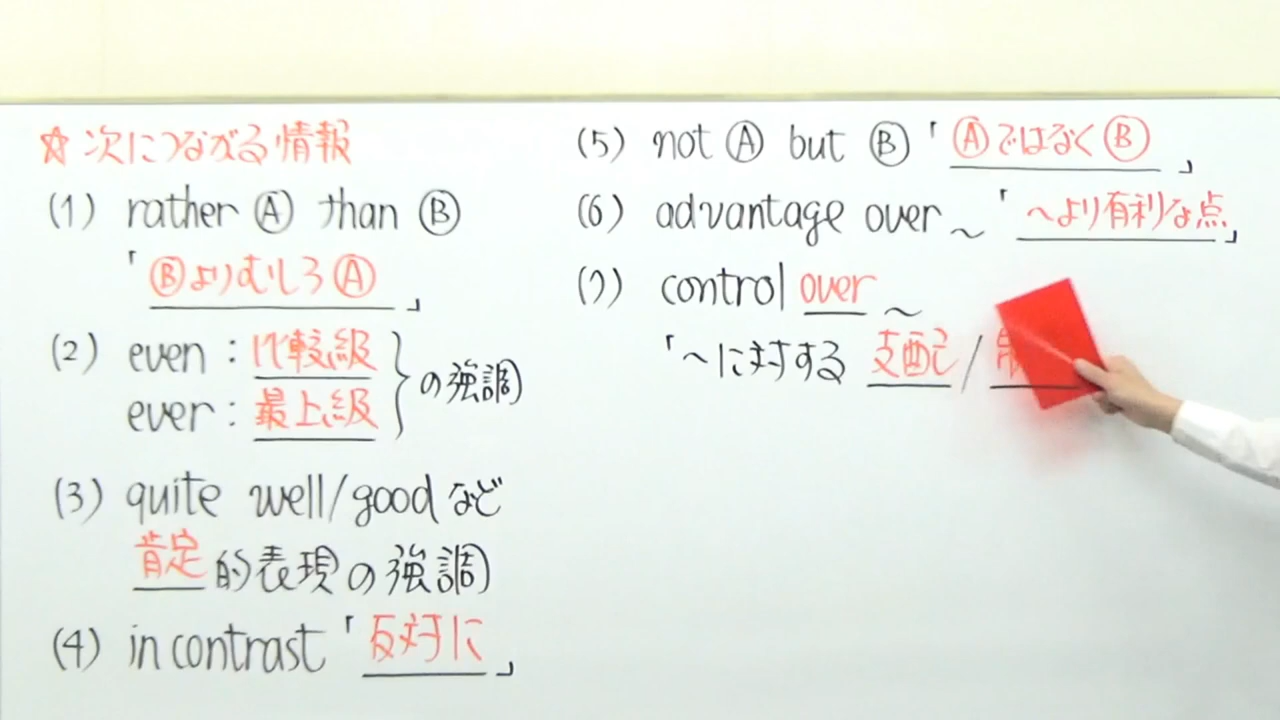 ☆次につながる情報
(1) rather Ⓐ than Ⓑ
「Ⓑよりむしろⓐ」
(2) even : 比較級
ever : 最上級
} の強調
(3) quite well/good など
肯定的表現の強調
(4) in contrast「反対に」
(5) not Ⓐ but Ⓑ「ⒶではなくⒷ」
(6) advantage over ~「~より有利な点」
(7) control over ~
「~に対する 支配/